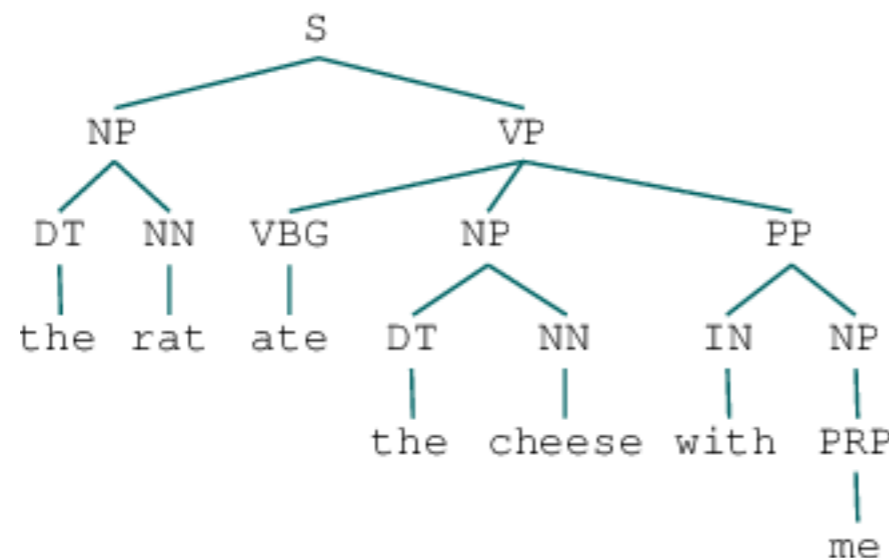 S
NP VP
DT NN VBG NP PP
the rat ate DT NN IN NP
the cheese with PRP
me